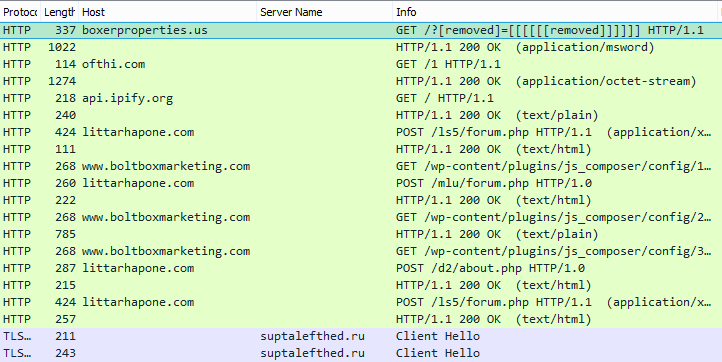 Protoc Length Host Server Name Info
HTTP 337 boxerproperties.us GET /?[removed]=[[[[[[removed]]]]]] HTTP/1.1
HTTP 1022 HTTP/1.1 200 OK (application/msword)
HTTP 114 ofthi.com GET /1 HTTP/1.1
HTTP 1274 HTTP/1.1 200 OK (application/octet-stream)
HTTP 218 api.ipify.org GET / HTTP/1.1
HTTP 240 HTTP/1.1 200 OK (text/plain)
HTTP 424 littarhapone.com POST /ls5/forum.php HTTP/1.1 (application/x…
HTTP 111 HTTP/1.1 200 OK (text/html)
HTTP 268 www.boltboxmarketing.com GET /wp-content/plugins/js_composer/config/1…
HTTP 260 littarhapone.com POST /mlu/forum.php HTTP/1.0
HTTP 222 HTTP/1.1 200 OK (text/html)
HTTP 268 www.boltboxmarketing.com GET /wp-content/plugins/js_composer/config/2…
HTTP 785 HTTP/1.1 200 OK (text/plain)
HTTP 268 www.boltboxmarketing.com GET /wp-content/plugins/js_composer/config/3…
HTTP 287 littarhapone.com POST /d2/about.php HTTP/1.0
HTTP 215 HTTP/1.1 200 OK (text/html)
HTTP 424 littarhapone.com POST /ls5/forum.php HTTP/1.1 (application/x…
HTTP 257 HTTP/1.1 200 OK (text/html)
TLS… 211 suptalefthed.ru Client Hello
TLS… 243 suptalefthed.ru Client Hello